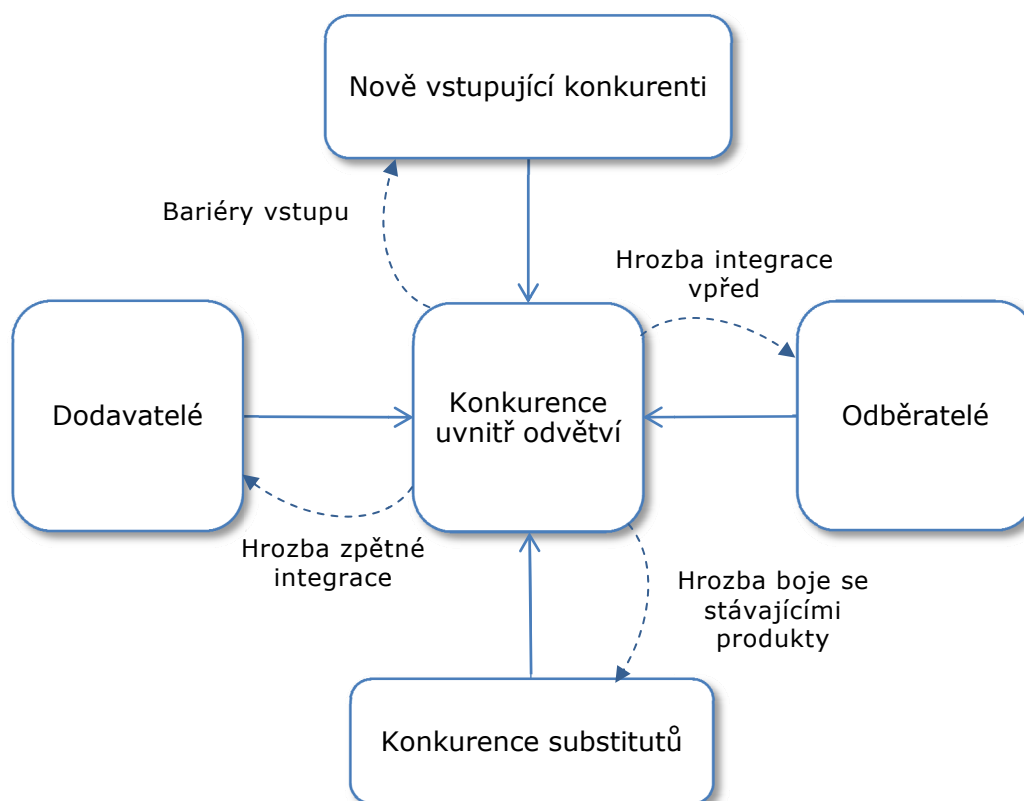 Nově vstupující konkurenti
Bariéry vstupu
Hrozba integrace
vpřed
Dodavatelé
Konkurence
uvnitř odvětví
Odběratelé
Hrozba zpětné
integrace
Hrozba boje se
stávajícími
produkty
Konkurence substitutů